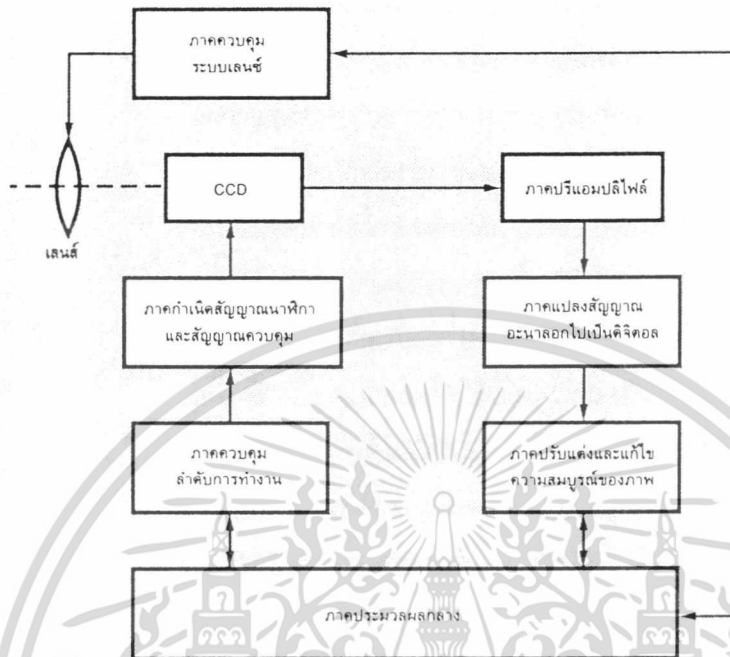 ภาคควบคุม
ระบบเลนซ์
CCD
ภาคปรีแอมปลิไฟล์
เลนส์
ภาคกำเนิดสัญญาณนาฬิกา
และสัญญาณควบคุม
ภาคแปลงสัญญาณ
อะนาลอกไปเป็นดิจิตอล
ภาคควบคุม
ลำดับการทำงาน
ภาคปรับแต่งและแก้ไข
ความสมบูรณ์ของภาพ
ภาคประมวลผลกลาง